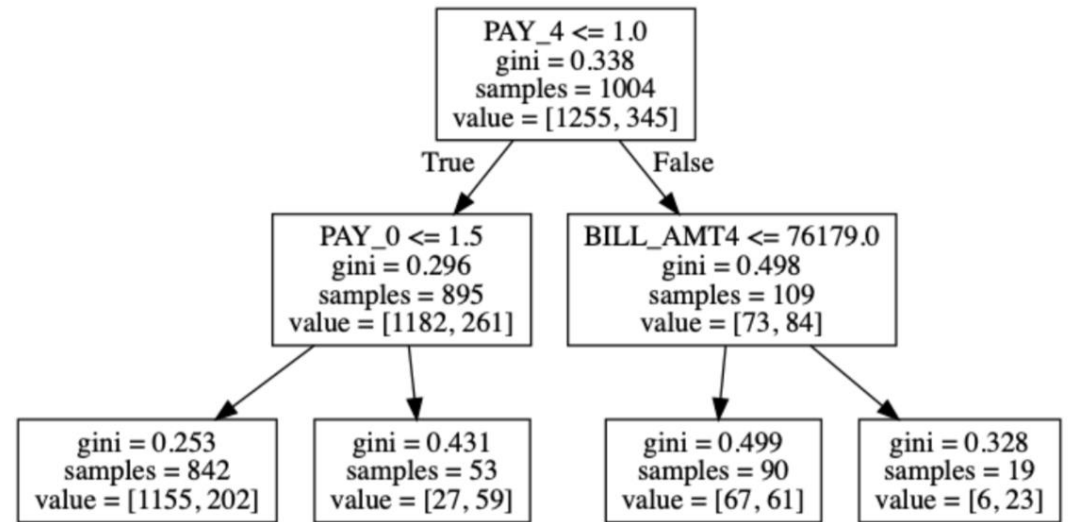 PAY_4 <= 1.0
gini = 0.338
samples = 1004
value = [1255, 345]
True
False
PAY_0 <= 1.5
gini = 0.296
samples = 895
value = [1182, 261]
BILL_AMT4 <= 76179.0
gini = 0.498
samples = 109
value = [73, 84]
gini = 0.253
samples = 842
value = [1155, 202]
gini = 0.431
samples = 53
value = [27, 59]
gini = 0.499
samples = 90
value = [67, 61]
gini = 0.328
samples = 19
value = [6, 23]